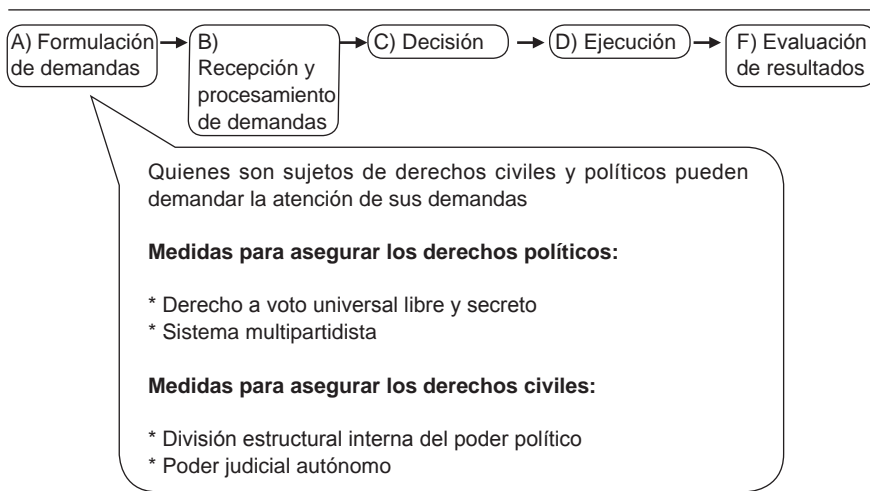 A) Formulación
de demandas
B)
Recepción y
procesamiento
de demandas
C) Decisión
D) Ejecución
F) Evaluación
de resultados
Quienes son sujetos de derechos civiles y políticos pueden
demandar la atención de sus demandas
Medidas para asegurar los derechos políticos:
* Derecho a voto universal libre y secreto
* Sistema multipartidista
Medidas para asegurar los derechos civiles:
* División estructural interna del poder político
* Poder judicial autónomo